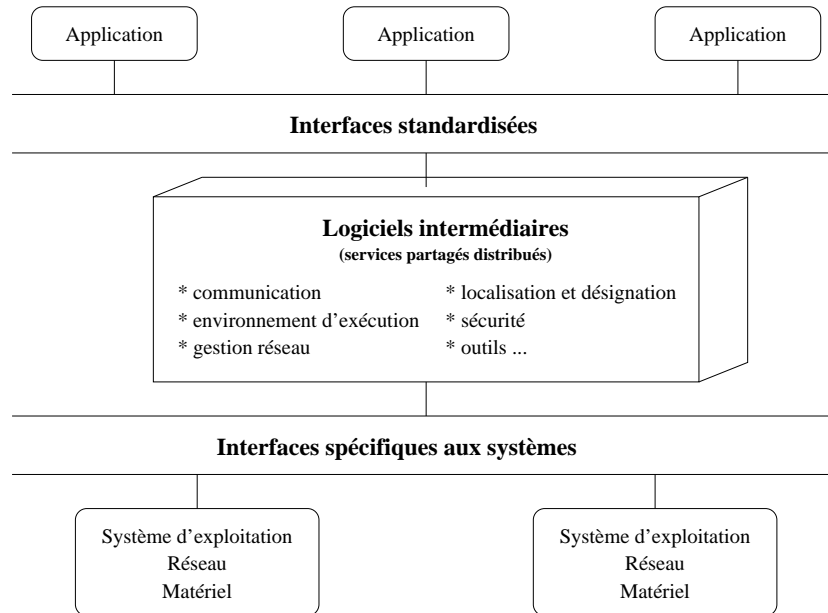 Application
Application
Application
Interfaces standardisées
Logiciels intermédiaires
(services partagés distribués)
* communication
* environnement d’exécution
* gestion réseau
* localisation et désignation
* sécurité
* outils ...
Interfaces spécifiques aux systèmes
Système d’exploitation
Réseau
Matériel
Système d’exploitation
Réseau
Matériel